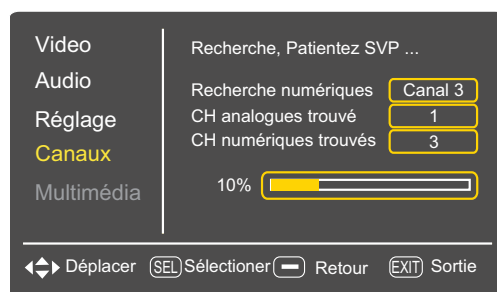 Video
Audio
Réglage
Canaux
Multimédia
Recherche, Patientez SVP ...
Recherche numériques Canal 3
CH analogues trouvé 1
CH numériques trouvés 3
10%
Déplacer SEL Sélectioner Retour EXIT Sortie